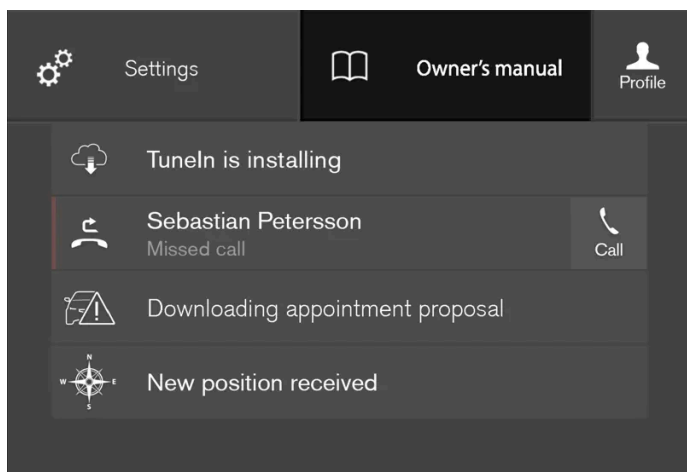 Settings
Owner's manual
Profile
TuneIn is installing
Sebastian Petersson
Missed call
Call
Downloading appointment proposal
N
W E
S
New position received